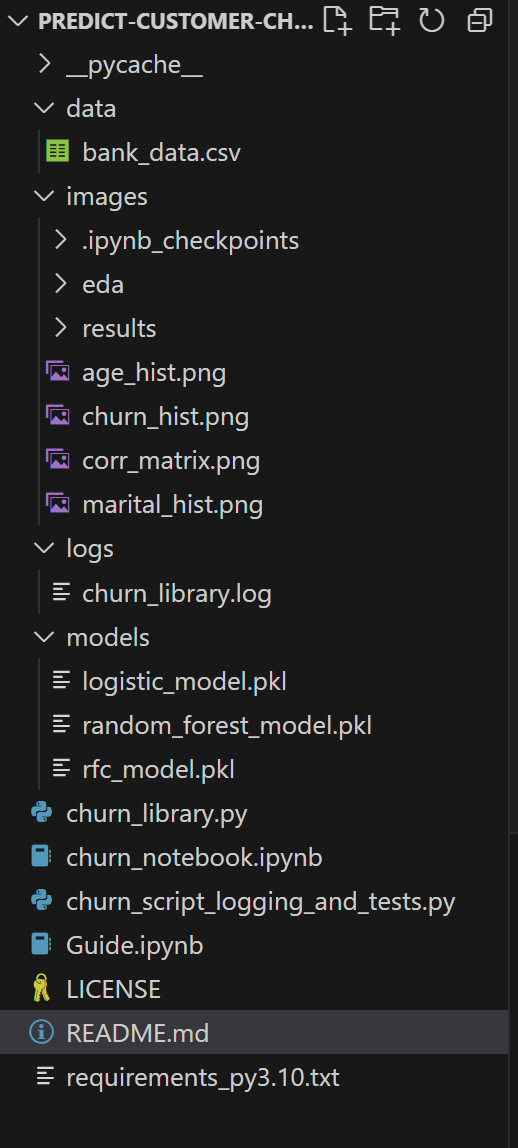 PREDICT-CUSTOMER-CH...
__pycache__
data
bank_data.csv
images
.ipynb_checkpoints
eda
results
age_hist.png
churn_hist.png
corr_matrix.png
marital_hist.png
logs
churn_library.log
models
logistic_model.pkl
random_forest_model.pkl
rfc_model.pkl
churn_library.py
churn_notebook.ipynb
churn_script_logging_and_tests.py
Guide.ipynb
LICENSE
README.md
requirements_py3.10.txt